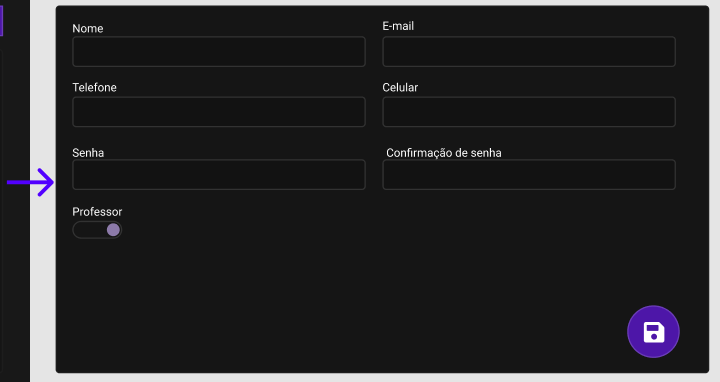 Nome
E-mail
Telefone
Celular
Senha
Confirmação de senha
Professor